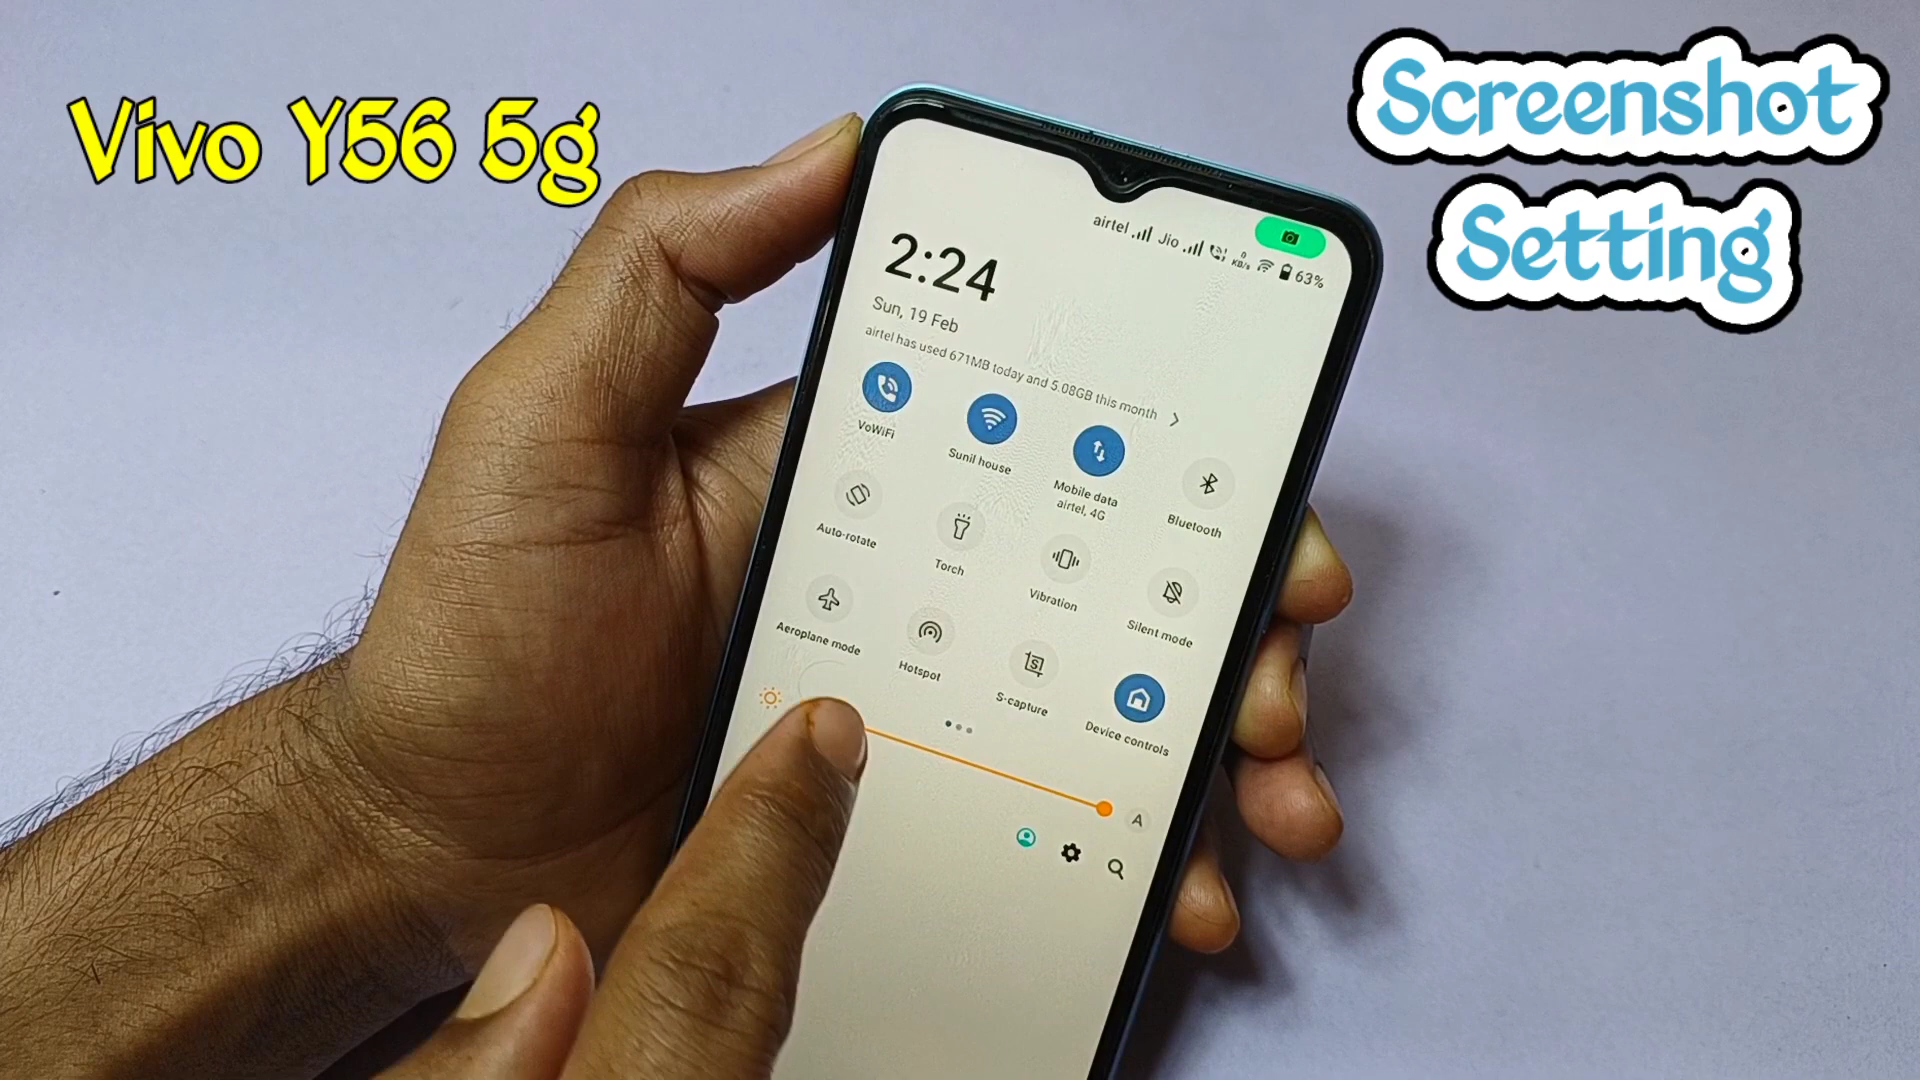 Vivo Y56 5g
Screenshot
Setting
airtel Jio 0 KB/s 63%
2:24
Sun, 19 Feb
airtel has used 671MB today and 5.08GB this month
VoWiFi
Sunil house
Mobile data
airtel, 4G
Bluetooth
Auto-rotate
Torch
Vibration
Silent mode
Aeroplane mode
Hotspot
S-capture
Device controls
A